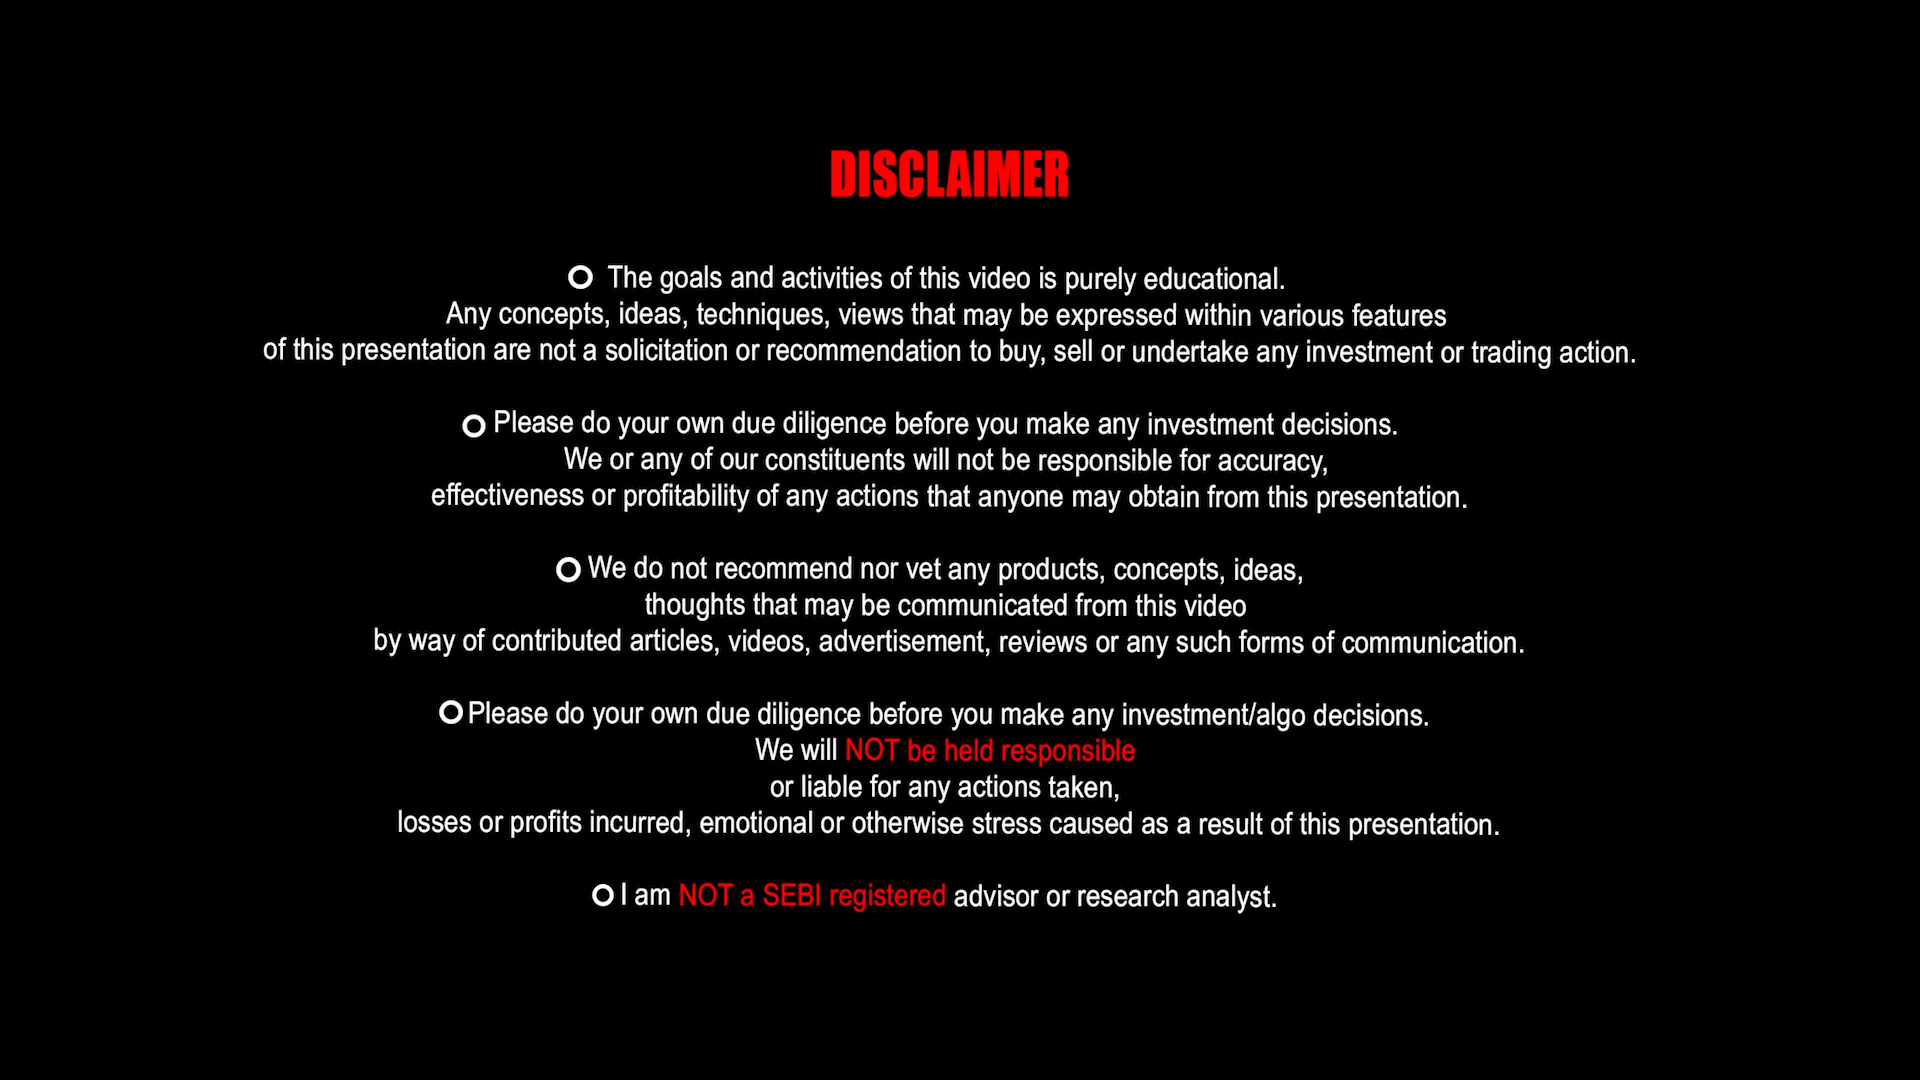 DISCLAIMER
The goals and activities of this video is purely educational.
Any concepts, ideas, techniques, views that may be expressed within various features
of this presentation are not a solicitation or recommendation to buy, sell or undertake any investment or trading action.
Please do your own due diligence before you make any investment decisions.
We or any of our constituents will not be responsible for accuracy,
effectiveness or profitability of any actions that anyone may obtain from this presentation.
We do not recommend nor vet any products, concepts, ideas,
thoughts that may be communicated from this video
by way of contributed articles, videos, advertisement, reviews or any such forms of communication.
Please do your own due diligence before you make any investment/algo decisions.
We will NOT be held responsible
or liable for any actions taken,
losses or profits incurred, emotional or otherwise stress caused as a result of this presentation.
I am NOT a SEBI registered advisor or research analyst.